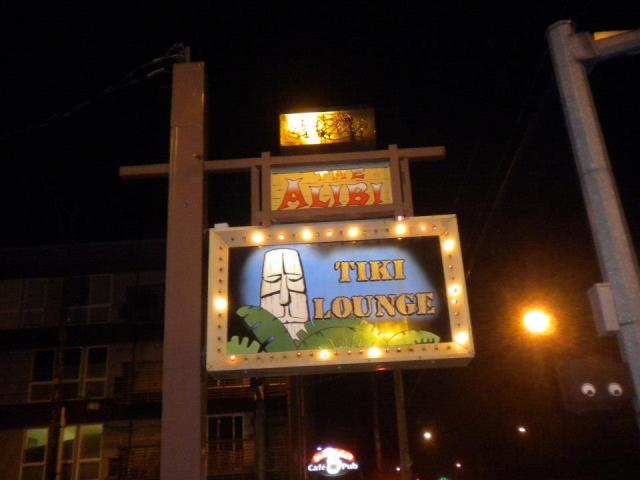 THE
ALIBI
TIKI
LOUNGE
Café Pub